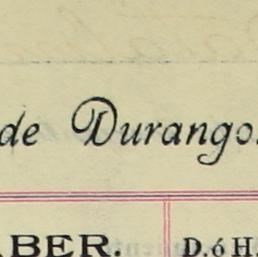 de Durango.
ABER.
D.ó H.